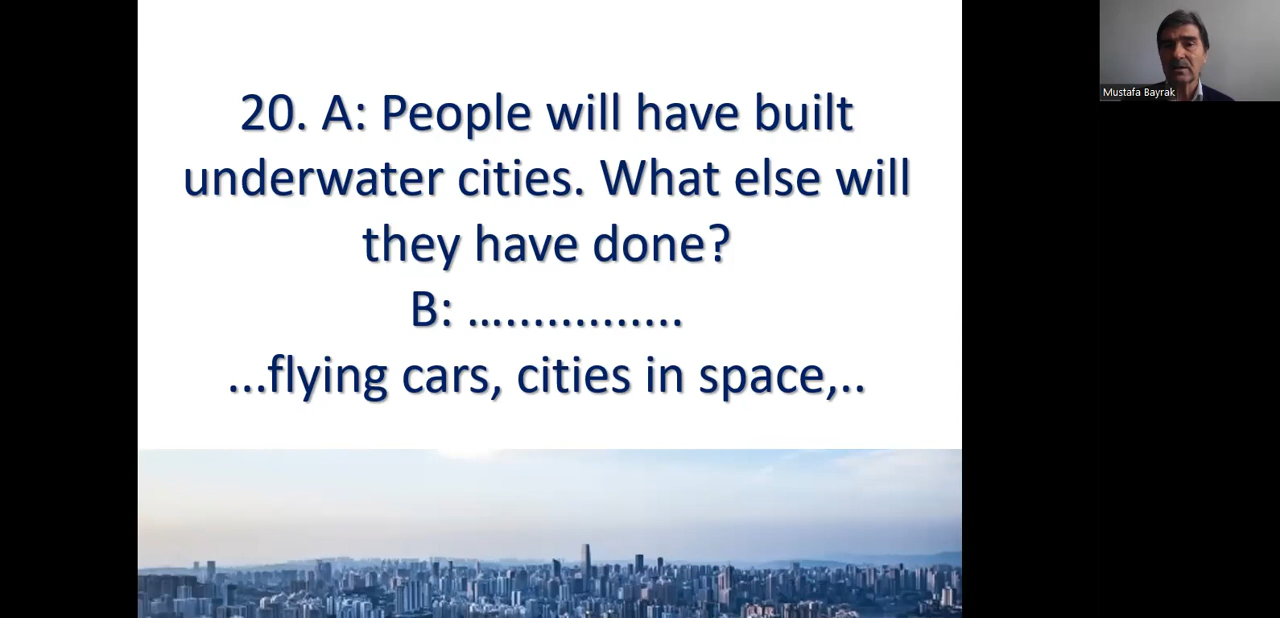 20. A: People will have built
underwater cities. What else will
they have done?
B: ................
...flying cars, cities in space,..
Mustafa Bayrak